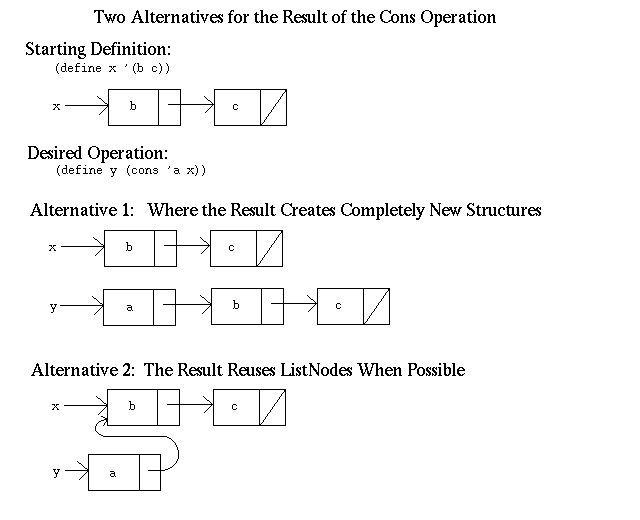 Two Alternatives for the Result of the Cons Operation
Starting Definition:
(define x '(b c))
x b c
Desired Operation:
(define y (cons 'a x))
Alternative 1: Where the Result Creates Completely New Structures
x b c
y a b c
Alternative 2: The Result Reuses ListNodes When Possible
x b c
y a